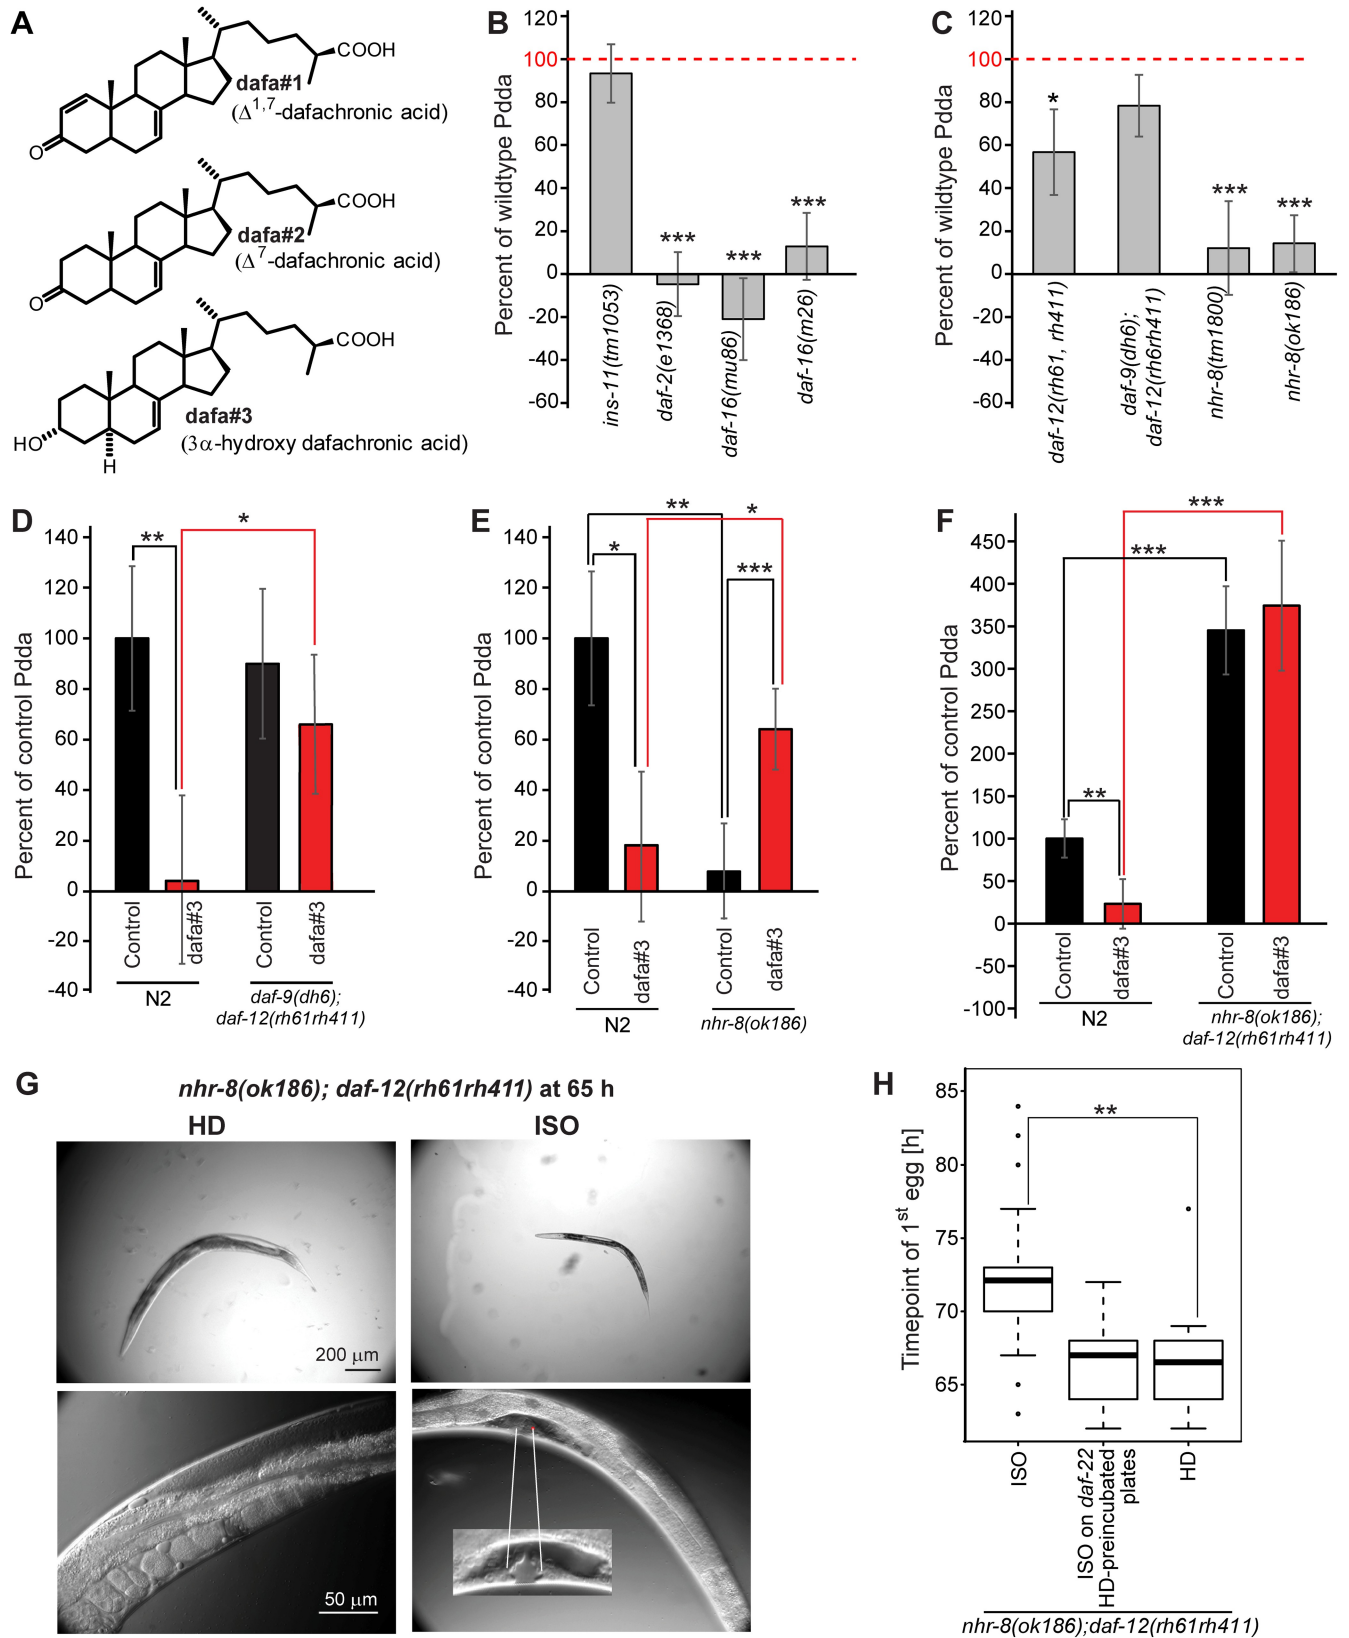 A
COOH
dafa#1
(Δ1,7-dafachronic acid)
O
COOH
dafa#2
(Δ7-dafachronic acid)
O
COOH
dafa#3
HO
(3α-hydroxy dafachronic acid)
H
B
Percent of wildtype Pdda
120
100
80
60
40
20
0
-20
-40
-60
***
***
***
ins-11(tm1053)
daf-2(e1368)
daf-16(mu86)
daf-16(m26)
C
Percent of wildtype Pdda
120
100
80
60
40
20
0
-20
-40
-60
*
***
***
daf-12(rh61, rh411)
daf-9(dh6);
daf-12(rh6rh411)
nhr-8(tm1800)
nhr-8(ok186)
D
Percent of control Pdda
140
120
100
80
60
40
20
0
-20
-40
**
*
Control
dafa#3
Control
dafa#3
N2
daf-9(dh6);
daf-12(rh61rh411)
E
Percent of control Pdda
140
120
100
80
60
40
20
0
-20
-40
**
*
*
***
Control
dafa#3
Control
dafa#3
N2
nhr-8(ok186)
F
Percent of control Pdda
450
400
350
300
250
200
150
100
50
0
-50
-100
***
***
**
Control
dafa#3
Control
dafa#3
N2
nhr-8(ok186);
daf-12(rh61rh411)
G
nhr-8(ok186); daf-12(rh61rh411) at 65 h
HD
ISO
200 µm
50 µm
H
Timepoint of 1st egg [h]
85
80
75
70
65
**
ISO
ISO on daf-22
HD-preincubated
plates
HD
nhr-8(ok186);daf-12(rh61rh411)